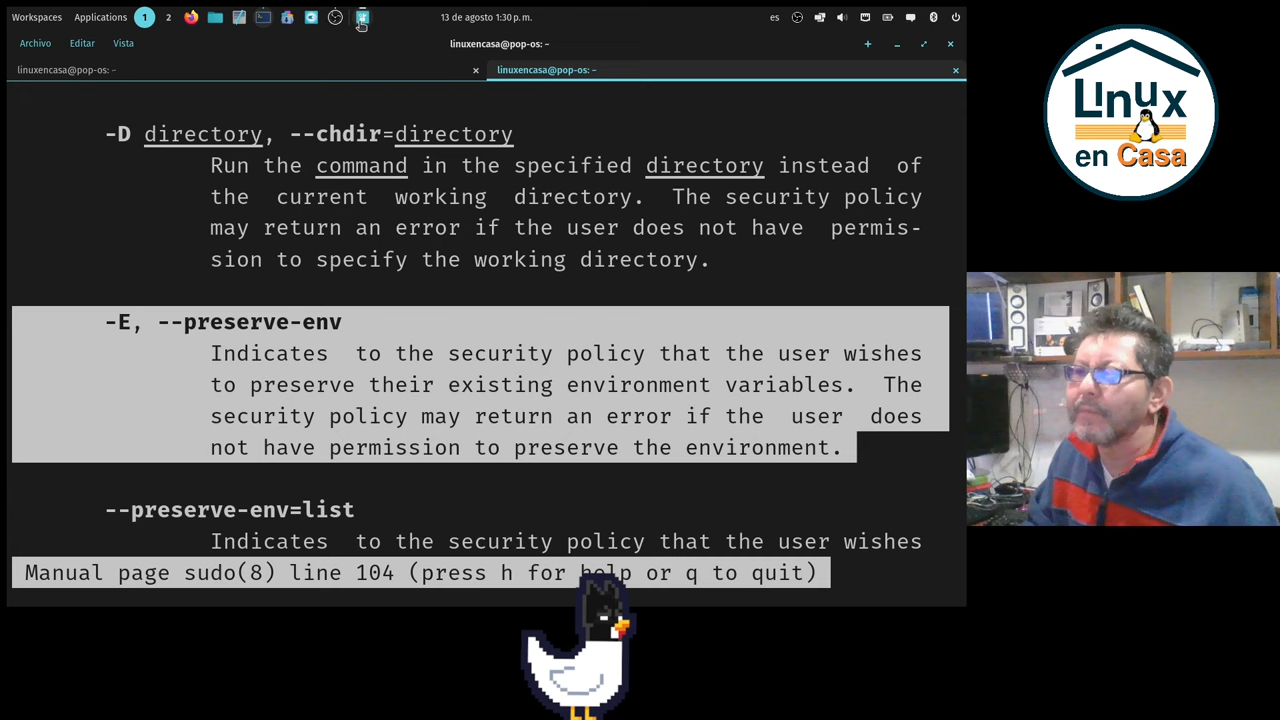 Workspaces Applications 1 2 13 de agosto 1:30 p. m. es
Archivo Editar Vista linuxencasa@pop-os: ~
linuxencasa@pop-os: ~ linuxencasa@pop-os: ~
-D directory, --chdir=directory
Run the command in the specified directory instead of
the current working directory. The security policy
may return an error if the user does not have permis-
sion to specify the working directory.
-E, --preserve-env
Indicates to the security policy that the user wishes
to preserve their existing environment variables. The
security policy may return an error if the user does
not have permission to preserve the environment.
--preserve-env=list
Indicates to the security policy that the user wishes
Manual page sudo(8) line 104 (press h for help or q to quit)
Linux
en Casa